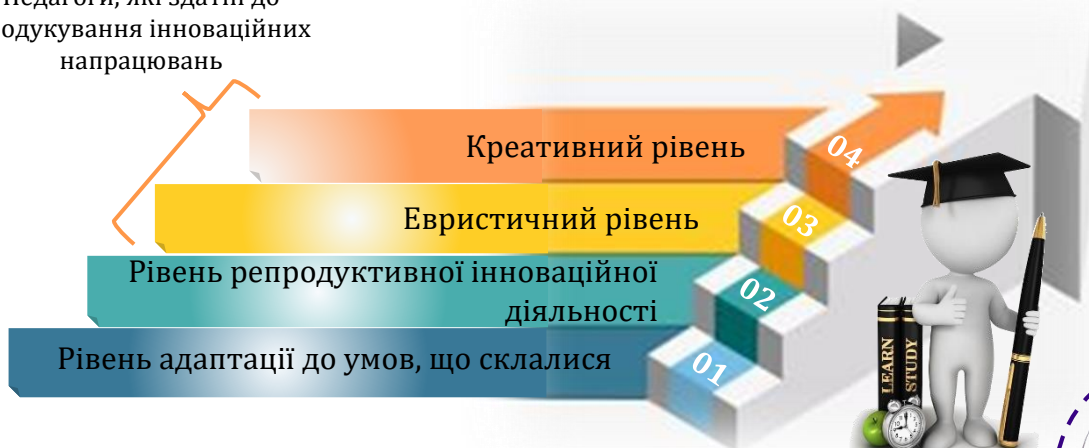 Педагоги, які здатні до
одукування інноваційних
напрацювань
Креативний рівень
04
Евристичний рівень
03
Рівень репродуктивної інноваційної
діяльності
02
Рівень адаптації до умов, що склалися
01
LEARN
STUDY